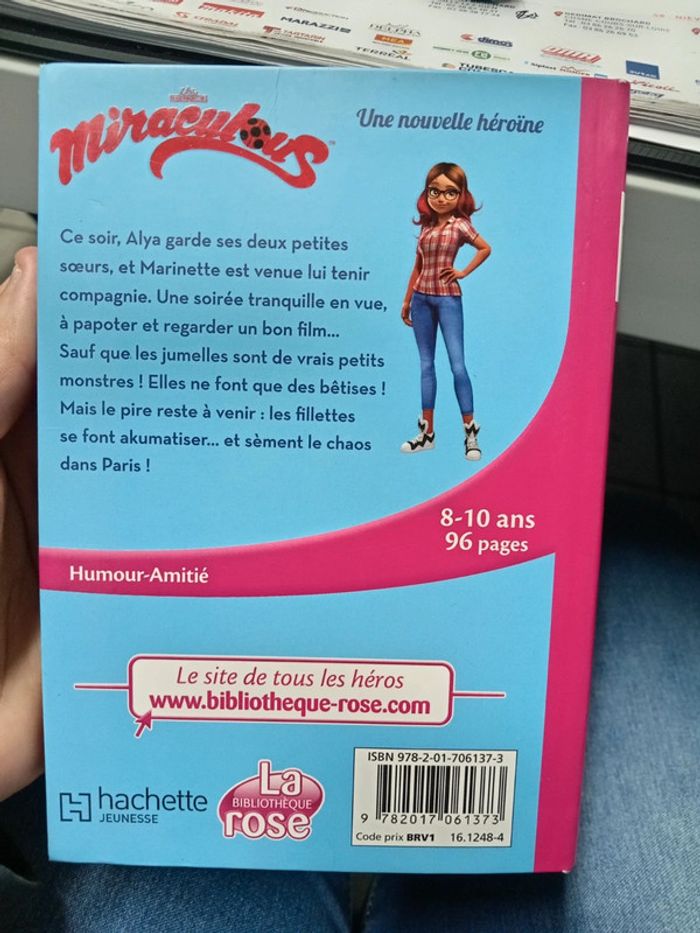 MARAZZI
DELPHA
TERRÉAL
Miraculous
Une nouvelle héroïne
Ce soir, Alya garde ses deux petites
sœurs, et Marinette est venue lui tenir
compagnie. Une soirée tranquille en vue,
à papoter et regarder un bon film...
Sauf que les jumelles sont de vrais petits
monstres ! Elles ne font que des bêtises !
Mais le pire reste à venir : les fillettes
se font akumatiser... et sèment le chaos
dans Paris !
8-10 ans
96 pages
Humour-Amitié
Le site de tous les héros
www.bibliotheque-rose.com
ISBN 978-2-01-706137-3
9 782017 061373
Code prix BRV1 16.1248-4
hachette
JEUNESSE
La
BIBLIOTHÈQUE
rose